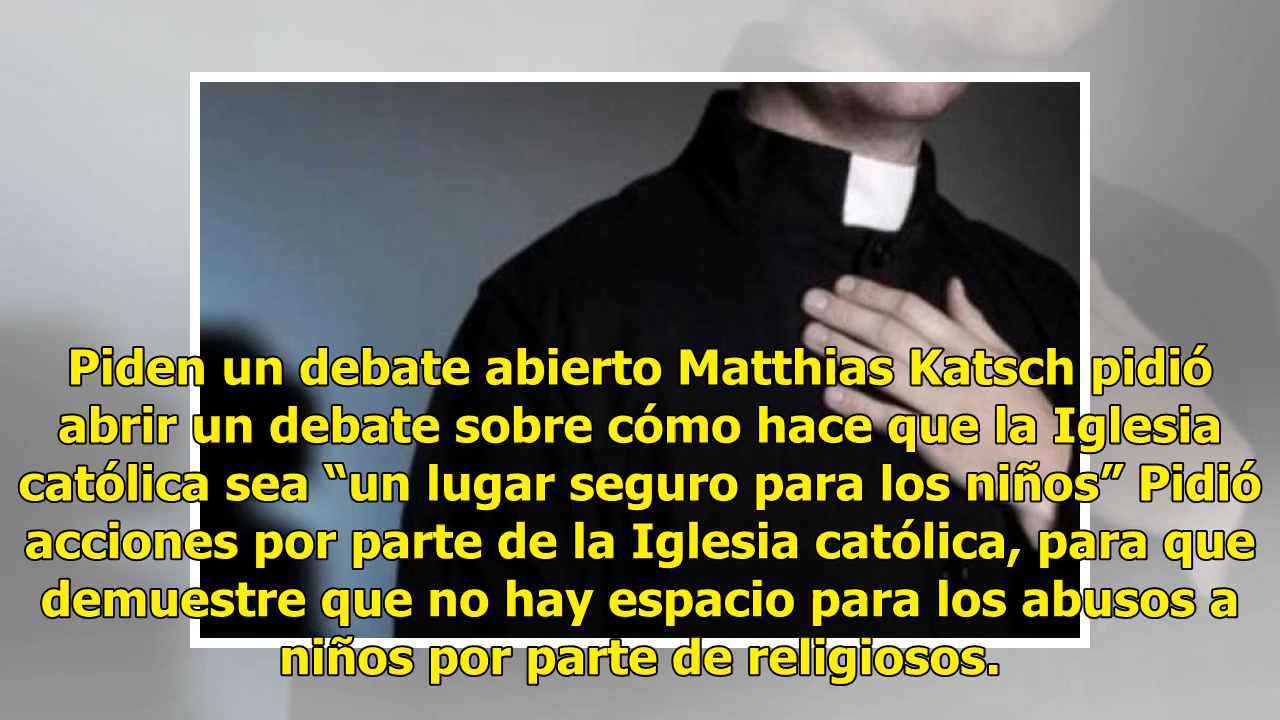 Piden un debate abierto Matthias Katsch pidió
abrir un debate sobre cómo hace que la Iglesia
católica sea “un lugar seguro para los niños” Pidió
acciones por parte de la Iglesia católica, para que
demuestre que no hay espacio para los abusos a
niños por parte de religiosos.